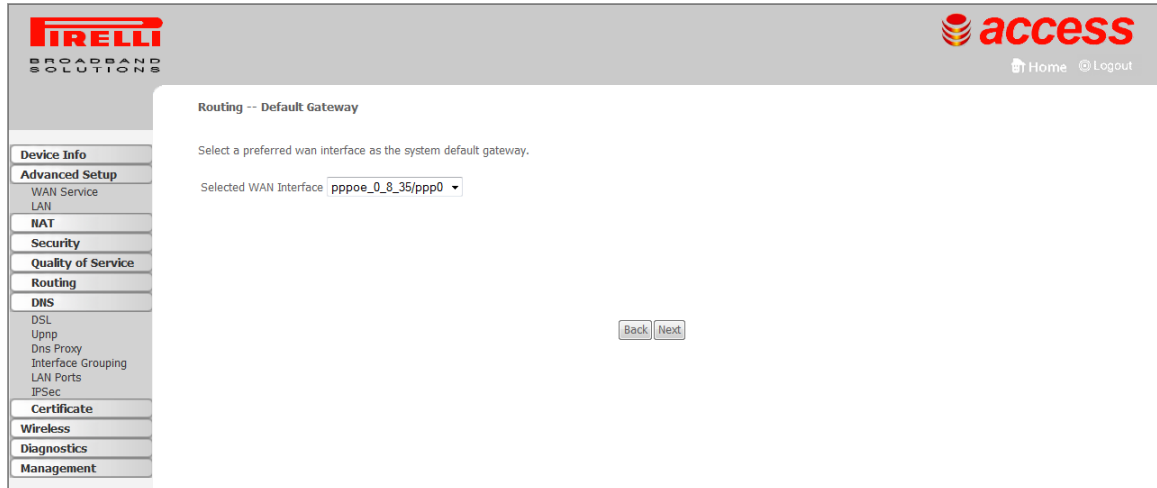 PIRELLI
BROADBAND
SOLUTIONS
access
Home Logout
Routing -- Default Gateway
Select a preferred wan interface as the system default gateway.
Selected WAN Interface pppoe_0_8_35/ppp0
Back Next
Device Info
Advanced Setup
WAN Service
LAN
NAT
Security
Quality of Service
Routing
DNS
DSL
Upnp
Dns Proxy
Interface Grouping
LAN Ports
IPSec
Certificate
Wireless
Diagnostics
Management